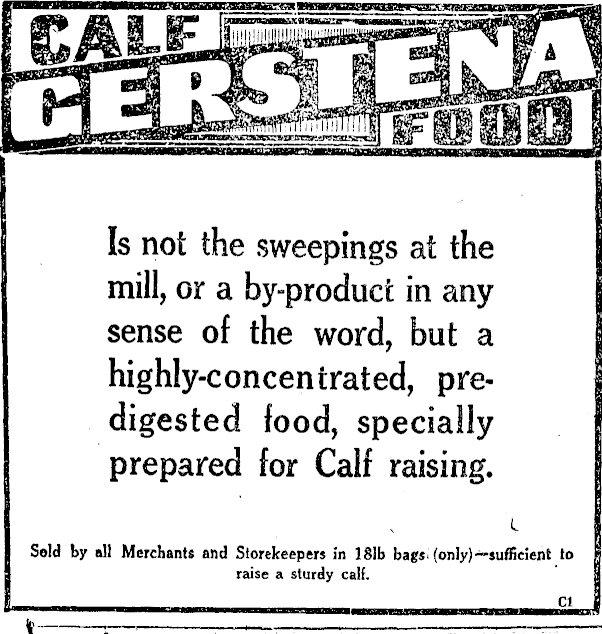 CALF
GERSTENA
FOOD
Is not the sweepings at the
mill, or a by-product in any
sense of the word, but a
highly-concentrated, pre-
digested food, specially
prepared for Calf raising.
Sold by all Merchants and Storekeepers in 18lb bags (only)—sufficient to
raise a sturdy calf.
C1